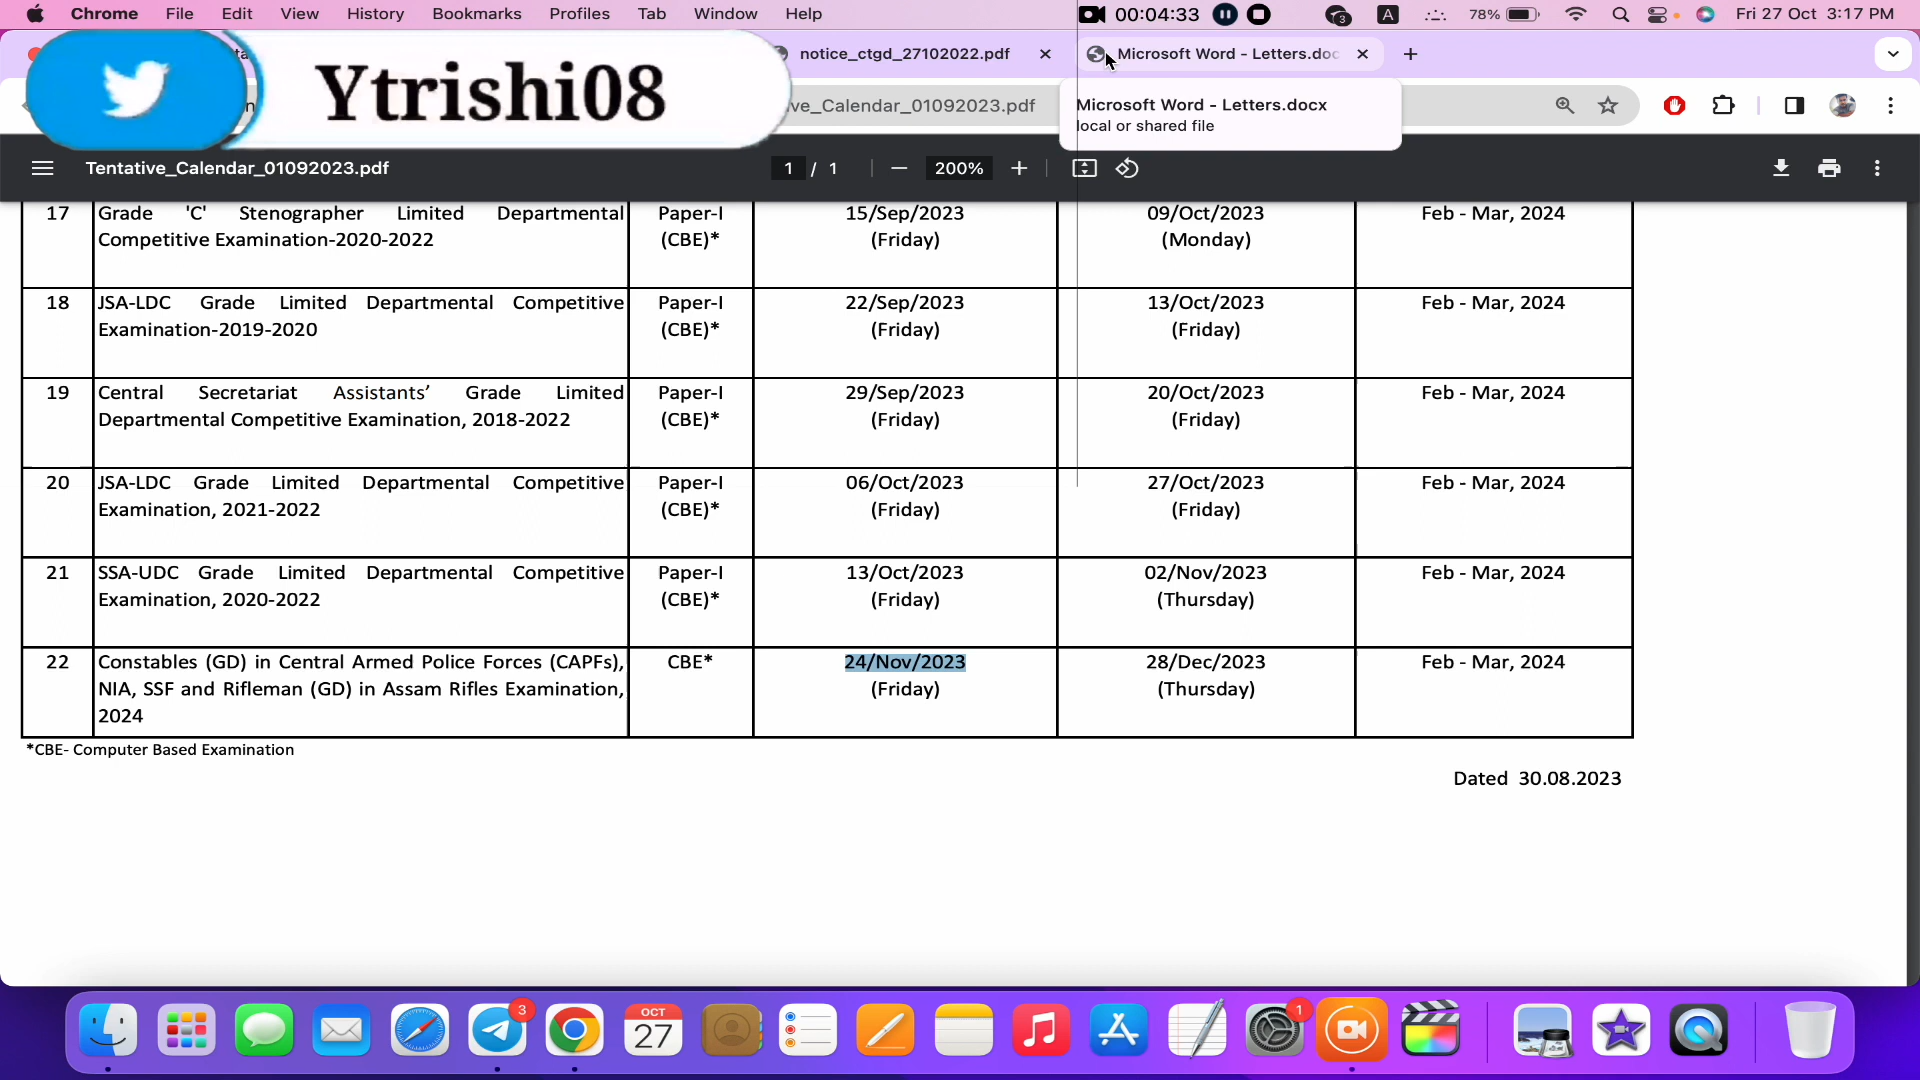 Chrome File Edit View History Bookmarks Profiles Tab Window Help 00:04:33 3 A 78% Fri 27 Oct 3:17 PM
notice_ctgd_27102022.pdf Microsoft Word - Letters.doc
Ytrishi08
ve_Calendar_01092023.pdf
Microsoft Word - Letters.docx
local or shared file
Tentative_Calendar_01092023.pdf 1 / 1 200%
17 Grade 'C' Stenographer Limited Departmental Paper-I 15/Sep/2023 09/Oct/2023 Feb - Mar, 2024
Competitive Examination-2020-2022 (CBE)* (Friday) (Monday)
18 JSA-LDC Grade Limited Departmental Competitive Paper-I 22/Sep/2023 13/Oct/2023 Feb - Mar, 2024
Examination-2019-2020 (CBE)* (Friday) (Friday)
19 Central Secretariat Assistants’ Grade Limited Paper-I 29/Sep/2023 20/Oct/2023 Feb - Mar, 2024
Departmental Competitive Examination, 2018-2022 (CBE)* (Friday) (Friday)
20 JSA-LDC Grade Limited Departmental Competitive Paper-I 06/Oct/2023 27/Oct/2023 Feb - Mar, 2024
Examination, 2021-2022 (CBE)* (Friday) (Friday)
21 SSA-UDC Grade Limited Departmental Competitive Paper-I 13/Oct/2023 02/Nov/2023 Feb - Mar, 2024
Examination, 2020-2022 (CBE)* (Friday) (Thursday)
22 Constables (GD) in Central Armed Police Forces (CAPFs), CBE* 24/Nov/2023 28/Dec/2023 Feb - Mar, 2024
NIA, SSF and Rifleman (GD) in Assam Rifles Examination, (Friday) (Thursday)
2024
*CBE- Computer Based Examination
Dated 30.08.2023
3 OCT 1
27